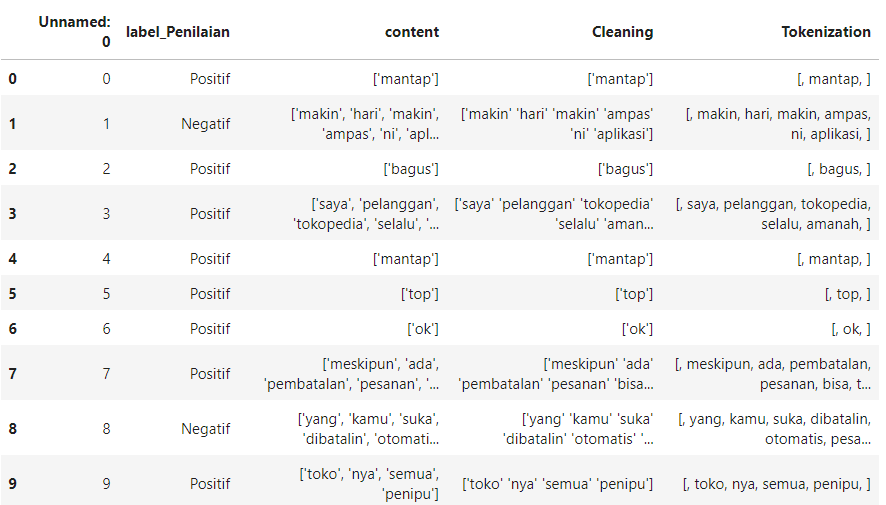 Unnamed: 0 label_Penilaian content Cleaning Tokenization
0 0 Positif ['mantap'] ['mantap'] [, mantap, ]
1 1 Negatif ['makin', 'hari', 'makin', 'ampas', 'ni', 'apl... ['makin' 'hari' 'makin' 'ampas' 'ni' 'aplikasi'] [, makin, hari, makin, ampas, ni, aplikasi, ]
2 2 Positif ['bagus'] ['bagus'] [, bagus, ]
3 3 Positif ['saya', 'pelanggan', 'tokopedia', 'selalu', '... ['saya' 'pelanggan' 'tokopedia' 'selalu' 'aman... [, saya, pelanggan, tokopedia, selalu, amanah, ]
4 4 Positif ['mantap'] ['mantap'] [, mantap, ]
5 5 Positif ['top'] ['top'] [, top, ]
6 6 Positif ['ok'] ['ok'] [, ok, ]
7 7 Positif ['meskipun', 'ada', 'pembatalan', 'pesanan', '... ['meskipun' 'ada' 'pembatalan' 'pesanan' 'bisa... [, meskipun, ada, pembatalan, pesanan, bisa, t...
8 8 Negatif ['yang', 'kamu', 'suka', 'dibatalin', 'otomati... ['yang' 'kamu' 'suka' 'dibatalin' 'otomatis' '... [, yang, kamu, suka, dibatalin, otomatis, pesa...
9 9 Positif ['toko', 'nya', 'semua', 'penipu'] ['toko' 'nya' 'semua' 'penipu'] [, toko, nya, semua, penipu, ]